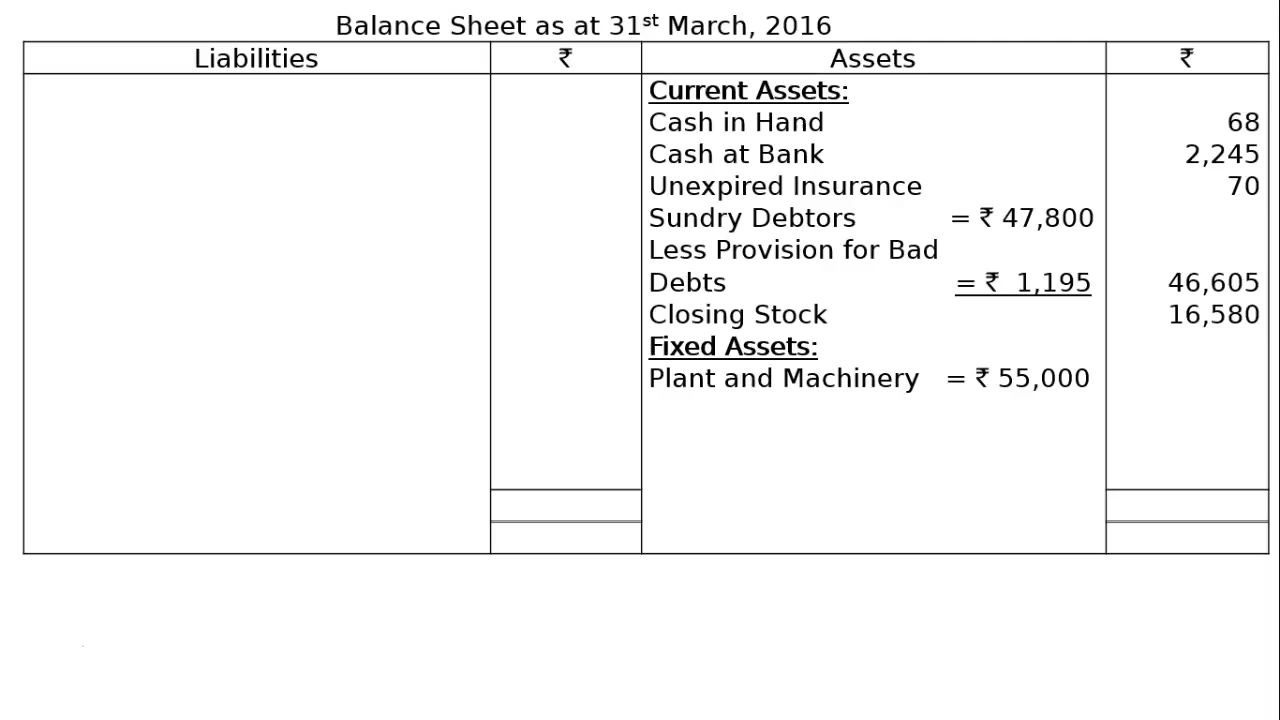 Balance Sheet as at 31st March, 2016
Liabilities ₹ Assets ₹
Current Assets:
Cash in Hand 68
Cash at Bank 2,245
Unexpired Insurance 70
Sundry Debtors = ₹ 47,800
Less Provision for Bad
Debts = ₹ 1,195 46,605
Closing Stock 16,580
Fixed Assets:
Plant and Machinery = ₹ 55,000